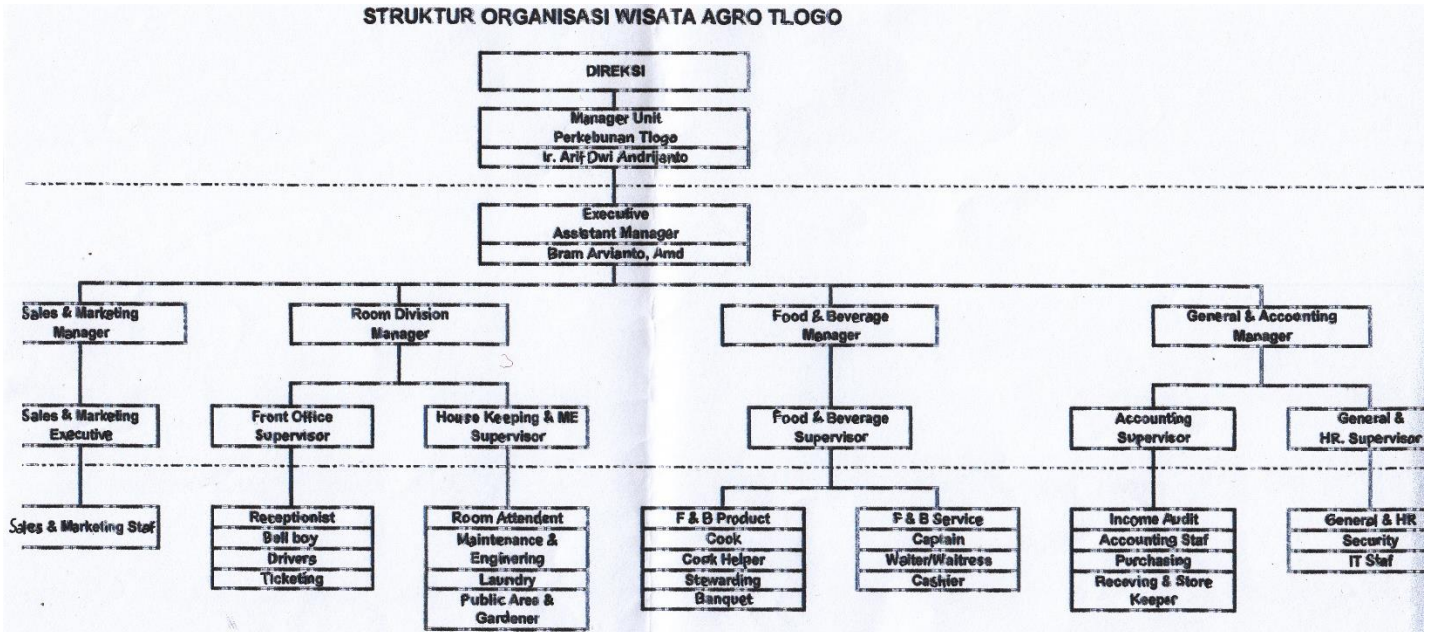 STRUKTUR ORGANISASI WISATA AGRO TLOGO
DIREKSI
Manager Unit
Perkebunan Tlogo
Ir. Arif Dwi Andrijanto
Executive
Assistant Manager
Bram Arvianto, Amd
Sales & Marketing
Manager
Room Division
Manager
Food & Beverage
Manager
General & Accounting
Manager
Sales & Marketing
Executive
Front Office
Supervisor
House Keeping & ME
Supervisor
Food & Beverage
Supervisor
Accounting
Supervisor
General &
HR. Supervisor
Sales & Marketing Staf
Receptionist
Bell boy
Drivers
Ticketing
Room Attendent
Maintenance &
Enginering
Laundry
Public Area &
Gardener
F & B Product
Cook
Cook Helper
Stewarding
Banquet
F & B Service
Captain
Waiter/Waitress
Cashier
Income Audit
Accounting Staf
Purchasing
Receving & Store
Keeper
General & HR
Security
IT Staf